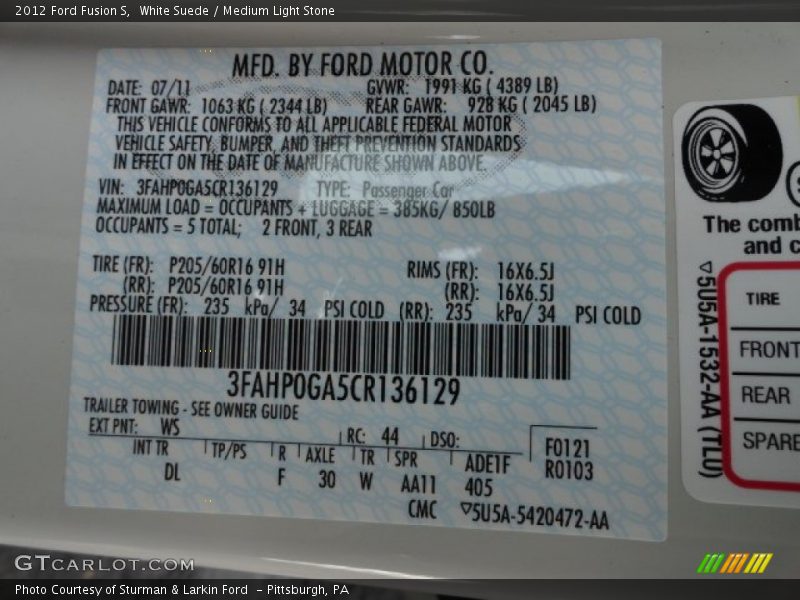 2012 Ford Fusion S,  White Suede / Medium Light Stone
MFD. BY FORD MOTOR CO.
DATE: 07/11 GVWR: 1991 KG ( 4389 LB)
FRONT GAWR: 1063 KG ( 2344 LB) REAR GAWR: 928 KG ( 2045 LB)
THIS VEHICLE CONFORMS TO ALL APPLICABLE FEDERAL MOTOR
VEHICLE SAFETY, BUMPER, AND THEFT PREVENTION STANDARDS
IN EFFECT ON THE DATE OF MANUFACTURE SHOWN ABOVE.
VIN: 3FAHP0GA5CR136129 TYPE: Passenger Car
MAXIMUM LOAD = OCCUPANTS + LUGGAGE = 385KG/ 850LB
OCCUPANTS = 5 TOTAL; 2 FRONT, 3 REAR
TIRE (FR): P205/60R16 91H RIMS (FR): 16X6.5J
(RR): P205/60R16 91H (RR): 16X6.5J
PRESSURE (FR): 235 kPa/ 34 PSI COLD (RR): 235 kPa/ 34 PSI COLD
3FAHP0GA5CR136129
TRAILER TOWING - SEE OWNER GUIDE
EXT PNT: WS RC: 44 DSO:
INT TR TP/PS R AXLE TR SPR ADE1F F0121
DL F 30 W AA11 405 R0103
CMC 5U5A-5420472-AA
The comb
and c
5U5A-1532-AA (TLU)
TIRE
FRONT
REAR
SPARE
GTCARLOT.COM
Photo Courtesy of Sturman & Larkin Ford  - Pittsburgh, PA